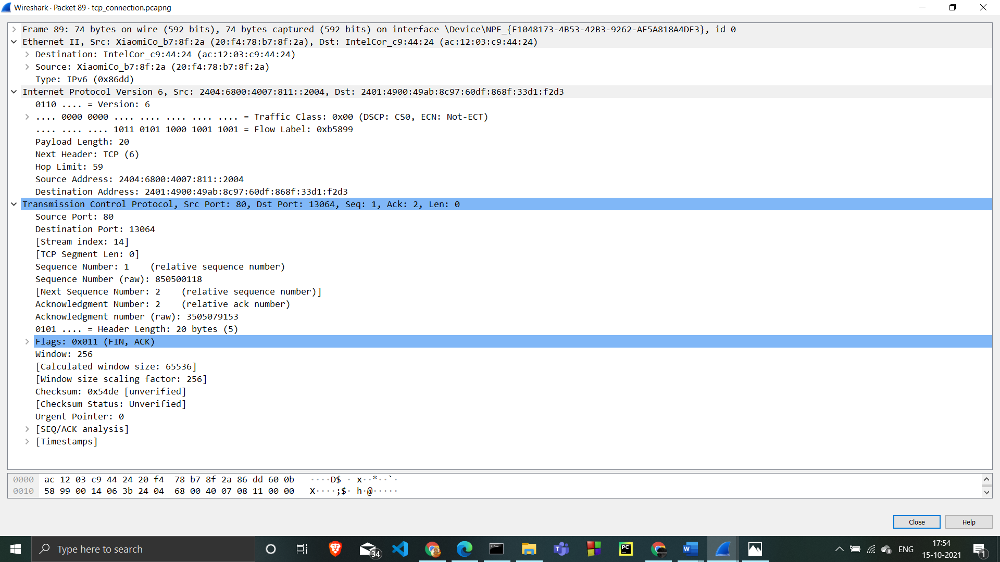 Wireshark · Packet 89 · tcp_connection.pcapng
Frame 89: 74 bytes on wire (592 bits), 74 bytes captured (592 bits) on interface \Device\NPF_{F1048173-4B53-42B3-9262-AF5A818A4DF3}, id 0
Ethernet II, Src: XiaomiCo_b7:8f:2a (20:f4:78:b7:8f:2a), Dst: IntelCor_c9:44:24 (ac:12:03:c9:44:24)
Destination: IntelCor_c9:44:24 (ac:12:03:c9:44:24)
Source: XiaomiCo_b7:8f:2a (20:f4:78:b7:8f:2a)
Type: IPv6 (0x86dd)
Internet Protocol Version 6, Src: 2404:6800:4007:811::2004, Dst: 2401:4900:49ab:8c97:60df:868f:33d1:f2d3
0110 .... = Version: 6
.... 0000 0000 .... .... .... .... .... = Traffic Class: 0x00 (DSCP: CS0, ECN: Not-ECT)
.... .... .... 1011 0101 1000 1001 1001 = Flow Label: 0xb5899
Payload Length: 20
Next Header: TCP (6)
Hop Limit: 59
Source Address: 2404:6800:4007:811::2004
Destination Address: 2401:4900:49ab:8c97:60df:868f:33d1:f2d3
Transmission Control Protocol, Src Port: 80, Dst Port: 13064, Seq: 1, Ack: 2, Len: 0
Source Port: 80
Destination Port: 13064
[Stream index: 14]
[TCP Segment Len: 0]
Sequence Number: 1    (relative sequence number)
Sequence Number (raw): 850500118
[Next Sequence Number: 2    (relative sequence number)]
Acknowledgment Number: 2    (relative ack number)
Acknowledgment number (raw): 3505079153
0101 .... = Header Length: 20 bytes (5)
Flags: 0x011 (FIN, ACK)
Window: 256
[Calculated window size: 65536]
[Window size scaling factor: 256]
Checksum: 0x54de [unverified]
[Checksum Status: Unverified]
Urgent Pointer: 0
[SEQ/ACK analysis]
[Timestamps]
0000  ac 12 03 c9 44 24 20 f4  78 b7 8f 2a 86 dd 60 0b   ····D$ · x··*··`·
0010  58 99 00 14 06 3b 24 04  68 00 40 07 08 11 00 00   X····;$· h·@·····
Close Help
Type here to search
34
PC
ENG
17:54
15-10-2021
1